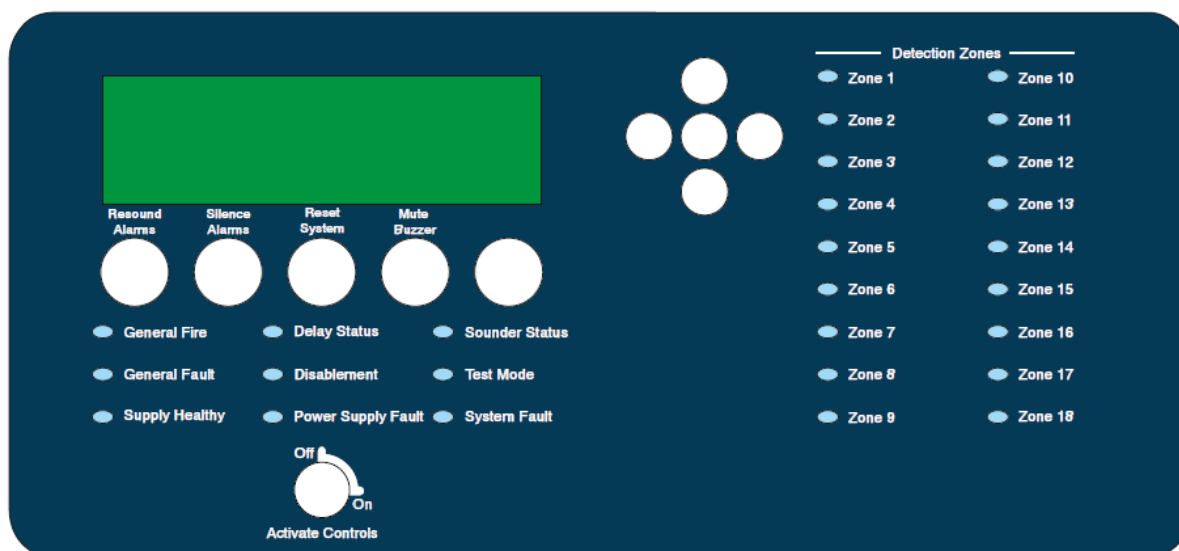 Detection Zones
Zone 1
Zone 10
Zone 2
Zone 11
Zone 3
Zone 12
Zone 4
Zone 13
Zone 5
Zone 14
Zone 6
Zone 15
Zone 7
Zone 16
Zone 8
Zone 17
Zone 9
Zone 18
Resound
Alarms
Silence
Alarms
Reset
System
Mute
Buzzer
General Fire
Delay Status
Sounder Status
General Fault
Disablement
Test Mode
Supply Healthy
Power Supply Fault
System Fault
Off
On
Activate Controls